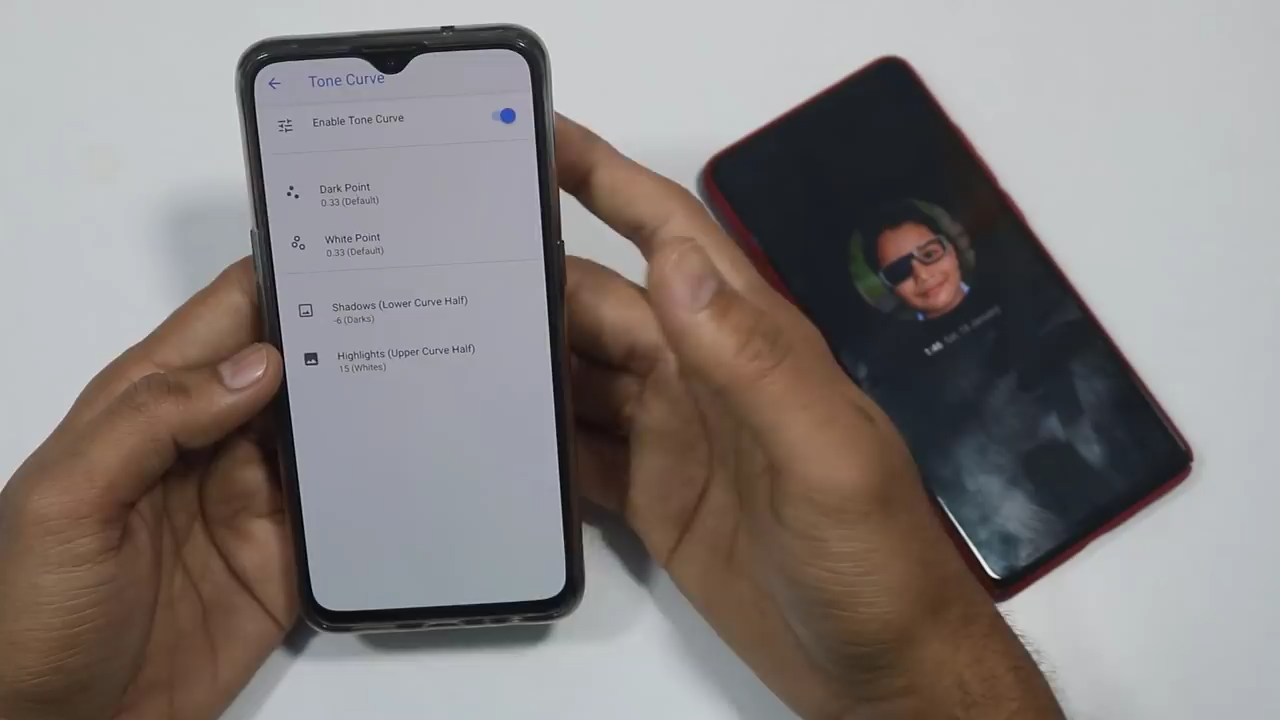 Tone Curve
Enable Tone Curve
Dark Point
0.33 (Default)
White Point
0.33 (Default)
Shadows (Lower Curve Half)
-6 (Darks)
Highlights (Upper Curve Half)
15 (Whites)